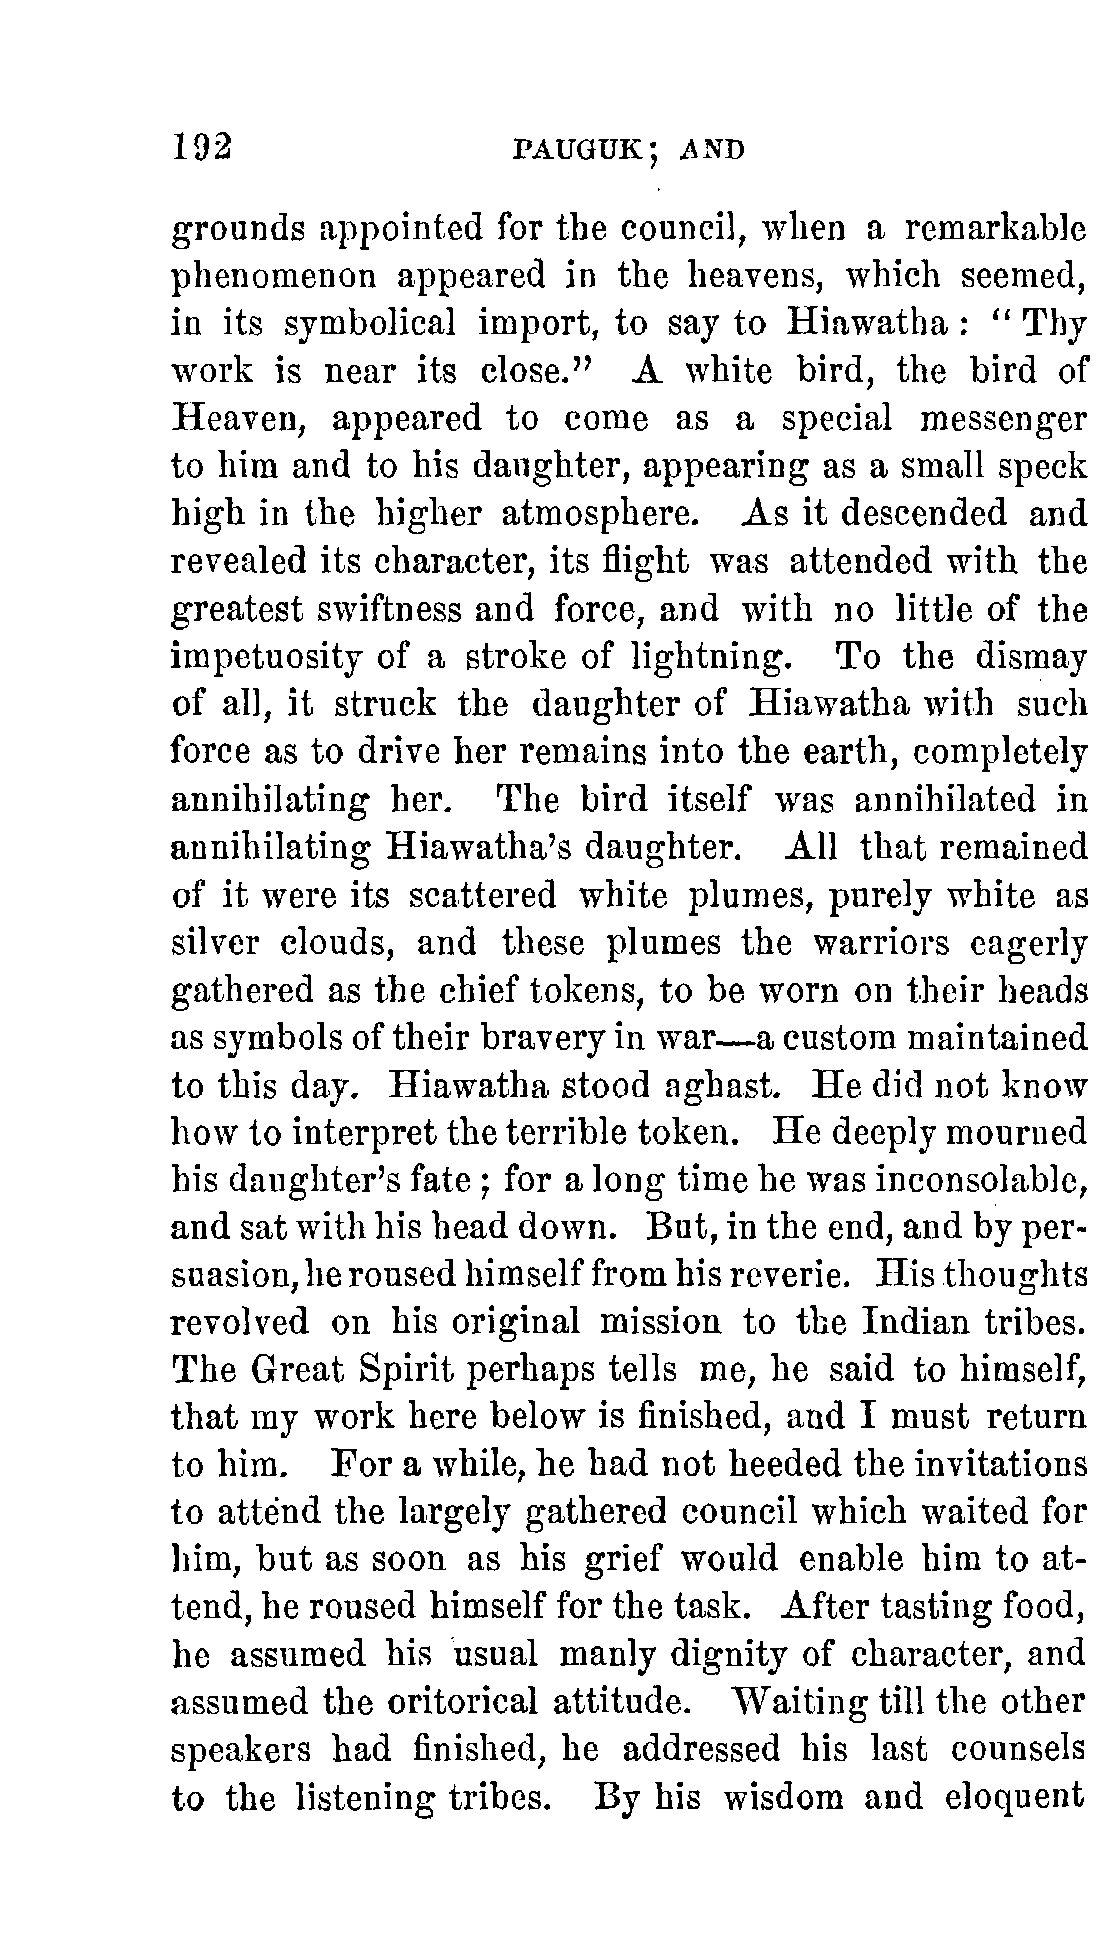 192 PAUGUK; AND
grounds appointed for the council, when a remarkable
phenomenon appeared in the heavens, which seemed,
in its symbolical import, to say to Hiawatha: "Thy
work is near its close." A white bird, the bird of
Heaven, appeared to come as a special messenger
to him and to his daughter, appearing as a small speck
high in the higher atmosphere. As it descended and
revealed its character, its flight was attended with the
greatest swiftness and force, and with no little of the
impetuosity of a stroke of lightning. To the dismay
of all, it struck the daughter of Hiawatha with such
force as to drive her remains into the earth, completely
annihilating her. The bird itself was annihilated in
annihilating Hiawatha's daughter. All that remained
of it were its scattered white plumes, purely white as
silver clouds, and these plumes the warriors eagerly
gathered as the chief tokens, to be worn on their heads
as symbols of their bravery in war—a custom maintained
to this day. Hiawatha stood aghast. He did not know
how to interpret the terrible token. He deeply mourned
his daughter's fate; for a long time he was inconsolable,
and sat with his head down. But, in the end, and by per-
suasion, he roused himself from his reverie. His thoughts
revolved on his original mission to the Indian tribes.
The Great Spirit perhaps tells me, he said to himself,
that my work here below is finished, and I must return
to him. For a while, he had not heeded the invitations
to attend the largely gathered council which waited for
him, but as soon as his grief would enable him to at-
tend, he roused himself for the task. After tasting food,
he assumed his usual manly dignity of character, and
assumed the oritorical attitude. Waiting till the other
speakers had finished, he addressed his last counsels
to the listening tribes. By his wisdom and eloquent